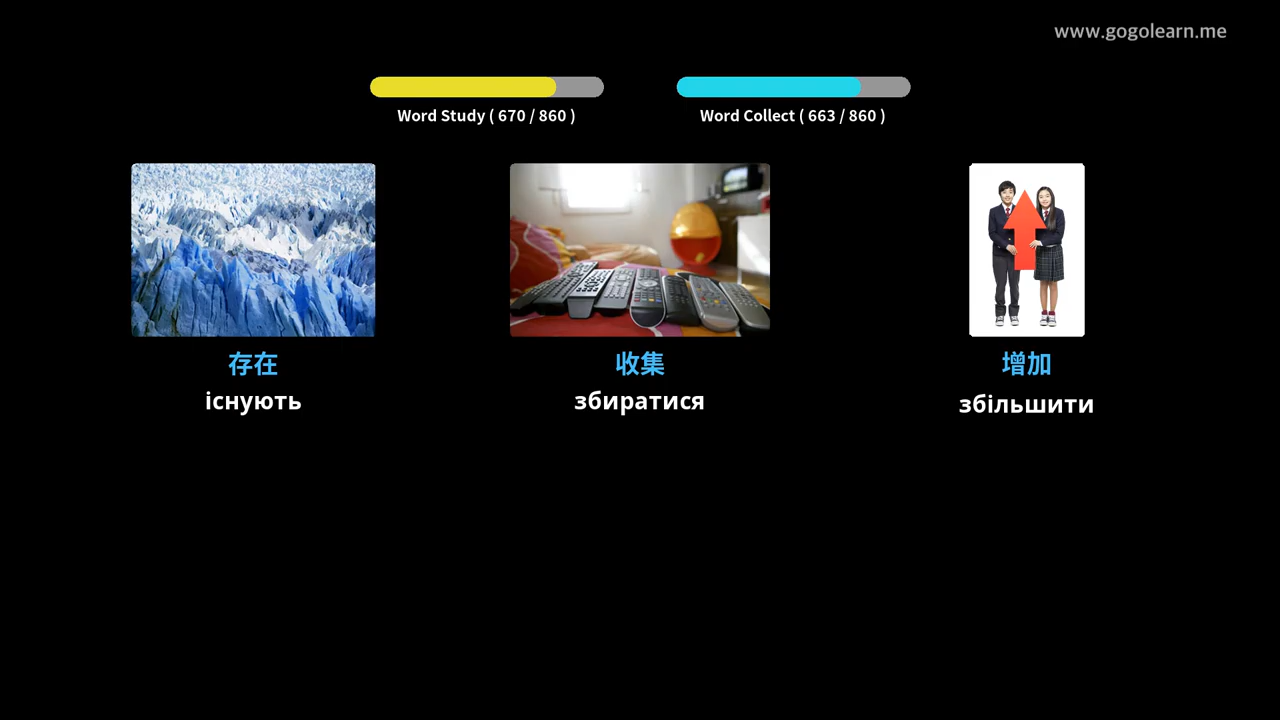 www.gogolearn.me
Word Study ( 670 / 860 )
Word Collect ( 663 / 860 )
存在
收集
增加
існують
збиратися
збільшити